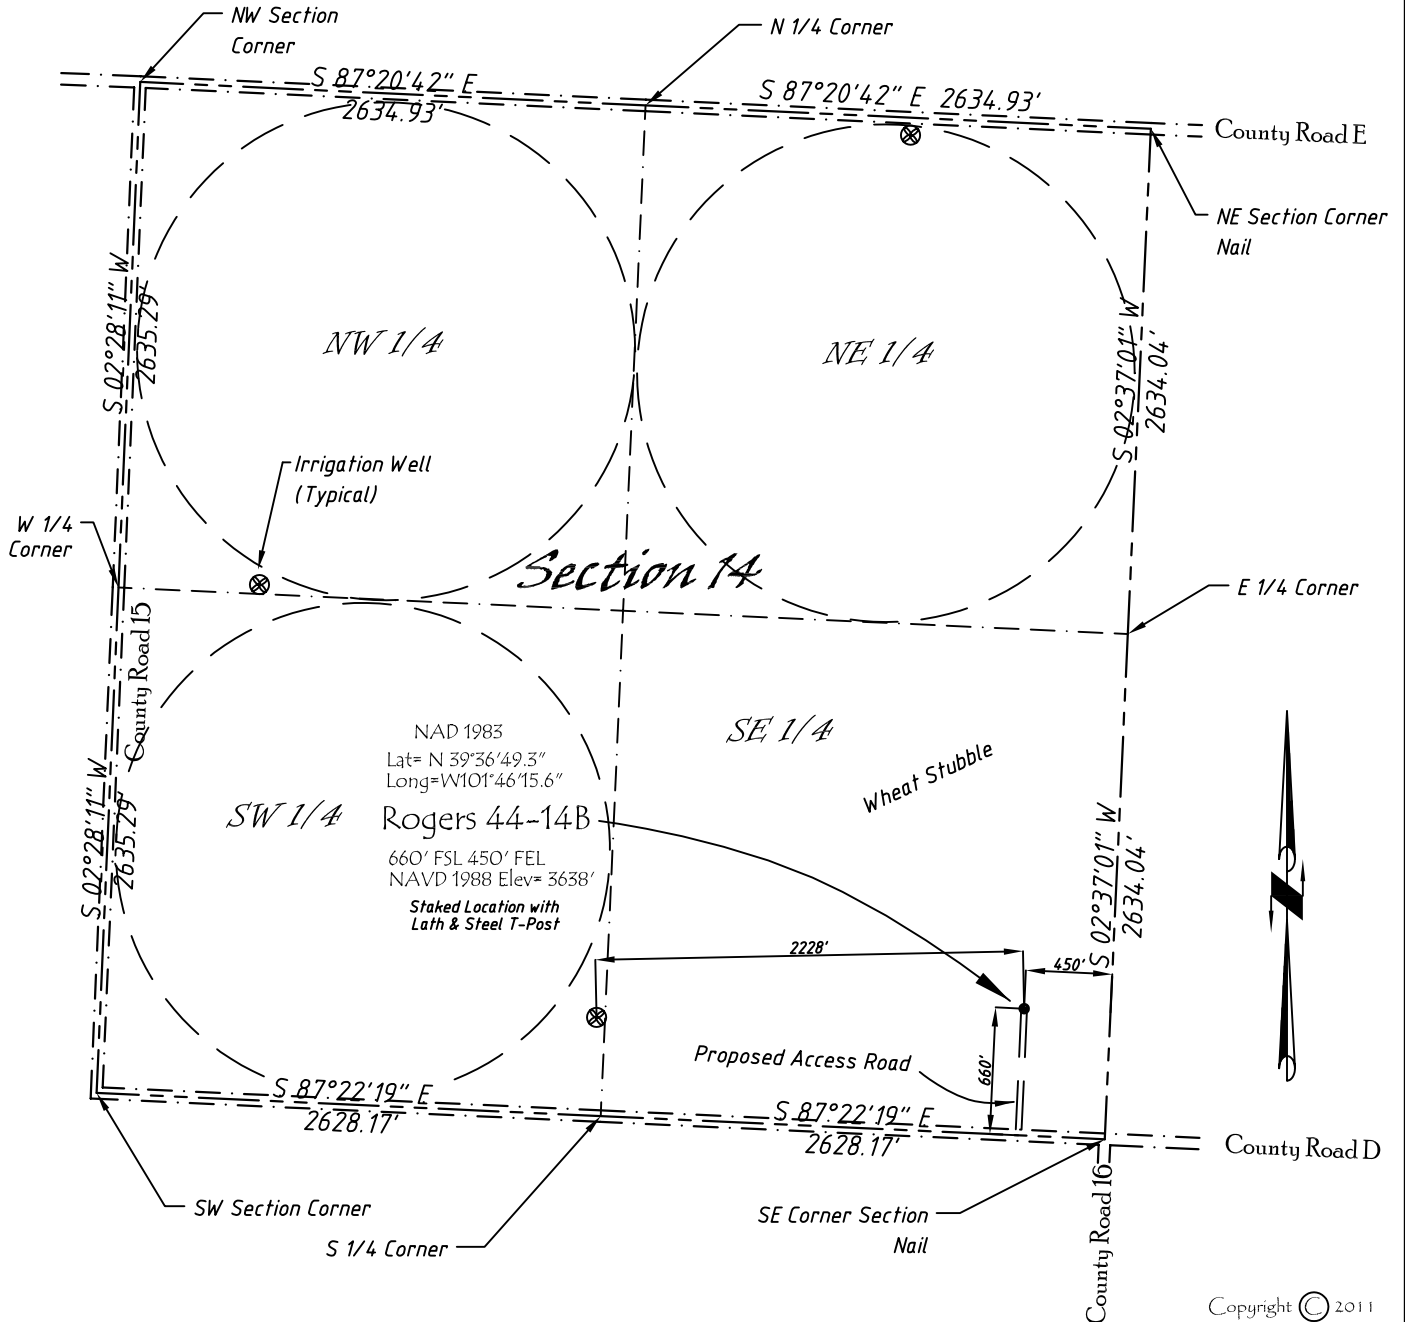 NW Section
Corner
N 1/4 Corner
S 87°20'42" E
2634.93'
S 87°20'42" E 2634.93'
County Road E
NE Section Corner
Nail
S 02°28'11" W
2635.29'
NW 1/4
NE 1/4
S 02°37'01" W
2634.04'
Irrigation Well
(Typical)
W 1/4
Corner
Section 14
E 1/4 Corner
County Road 15
NAD 1983
Lat= N 39°36'49.3"
Long=W101°46'15.6"
SE 1/4
Wheat Stubble
SW 1/4
Rogers 44-14B
660' FSL 450' FEL
NAVD 1988 Elev= 3638'
Staked Location with
Lath & Steel T-Post
S 02°28'11" W
2635.29'
S 02°37'01" W
2634.04'
2228'
450'
660'
Proposed Access Road
S 87°22'19" E
2628.17'
S 87°22'19" E
2628.17'
County Road D
SW Section Corner
S 1/4 Corner
SE Corner Section
Nail
County Road 16
Copyright © 2011